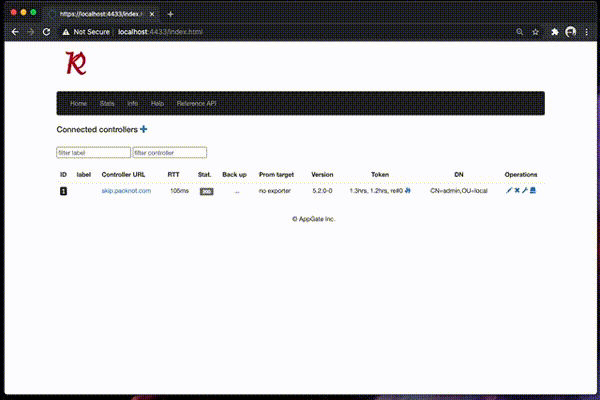 https://localhost:4433/index.h
Not Secure | localhost:4433/index.html
R
Home Stats Info Help Reference API
Connected controllers
filter label filter controller
ID label Controller URL RTT Stat. Back up Prom target Version Token DN Operations
1 skip.packnot.com 105ms 200 ... no exporter 5.2.0-0 1.3hrs, 1.2hrs, re#0 CN=admin,OU=local
© AppGate Inc.